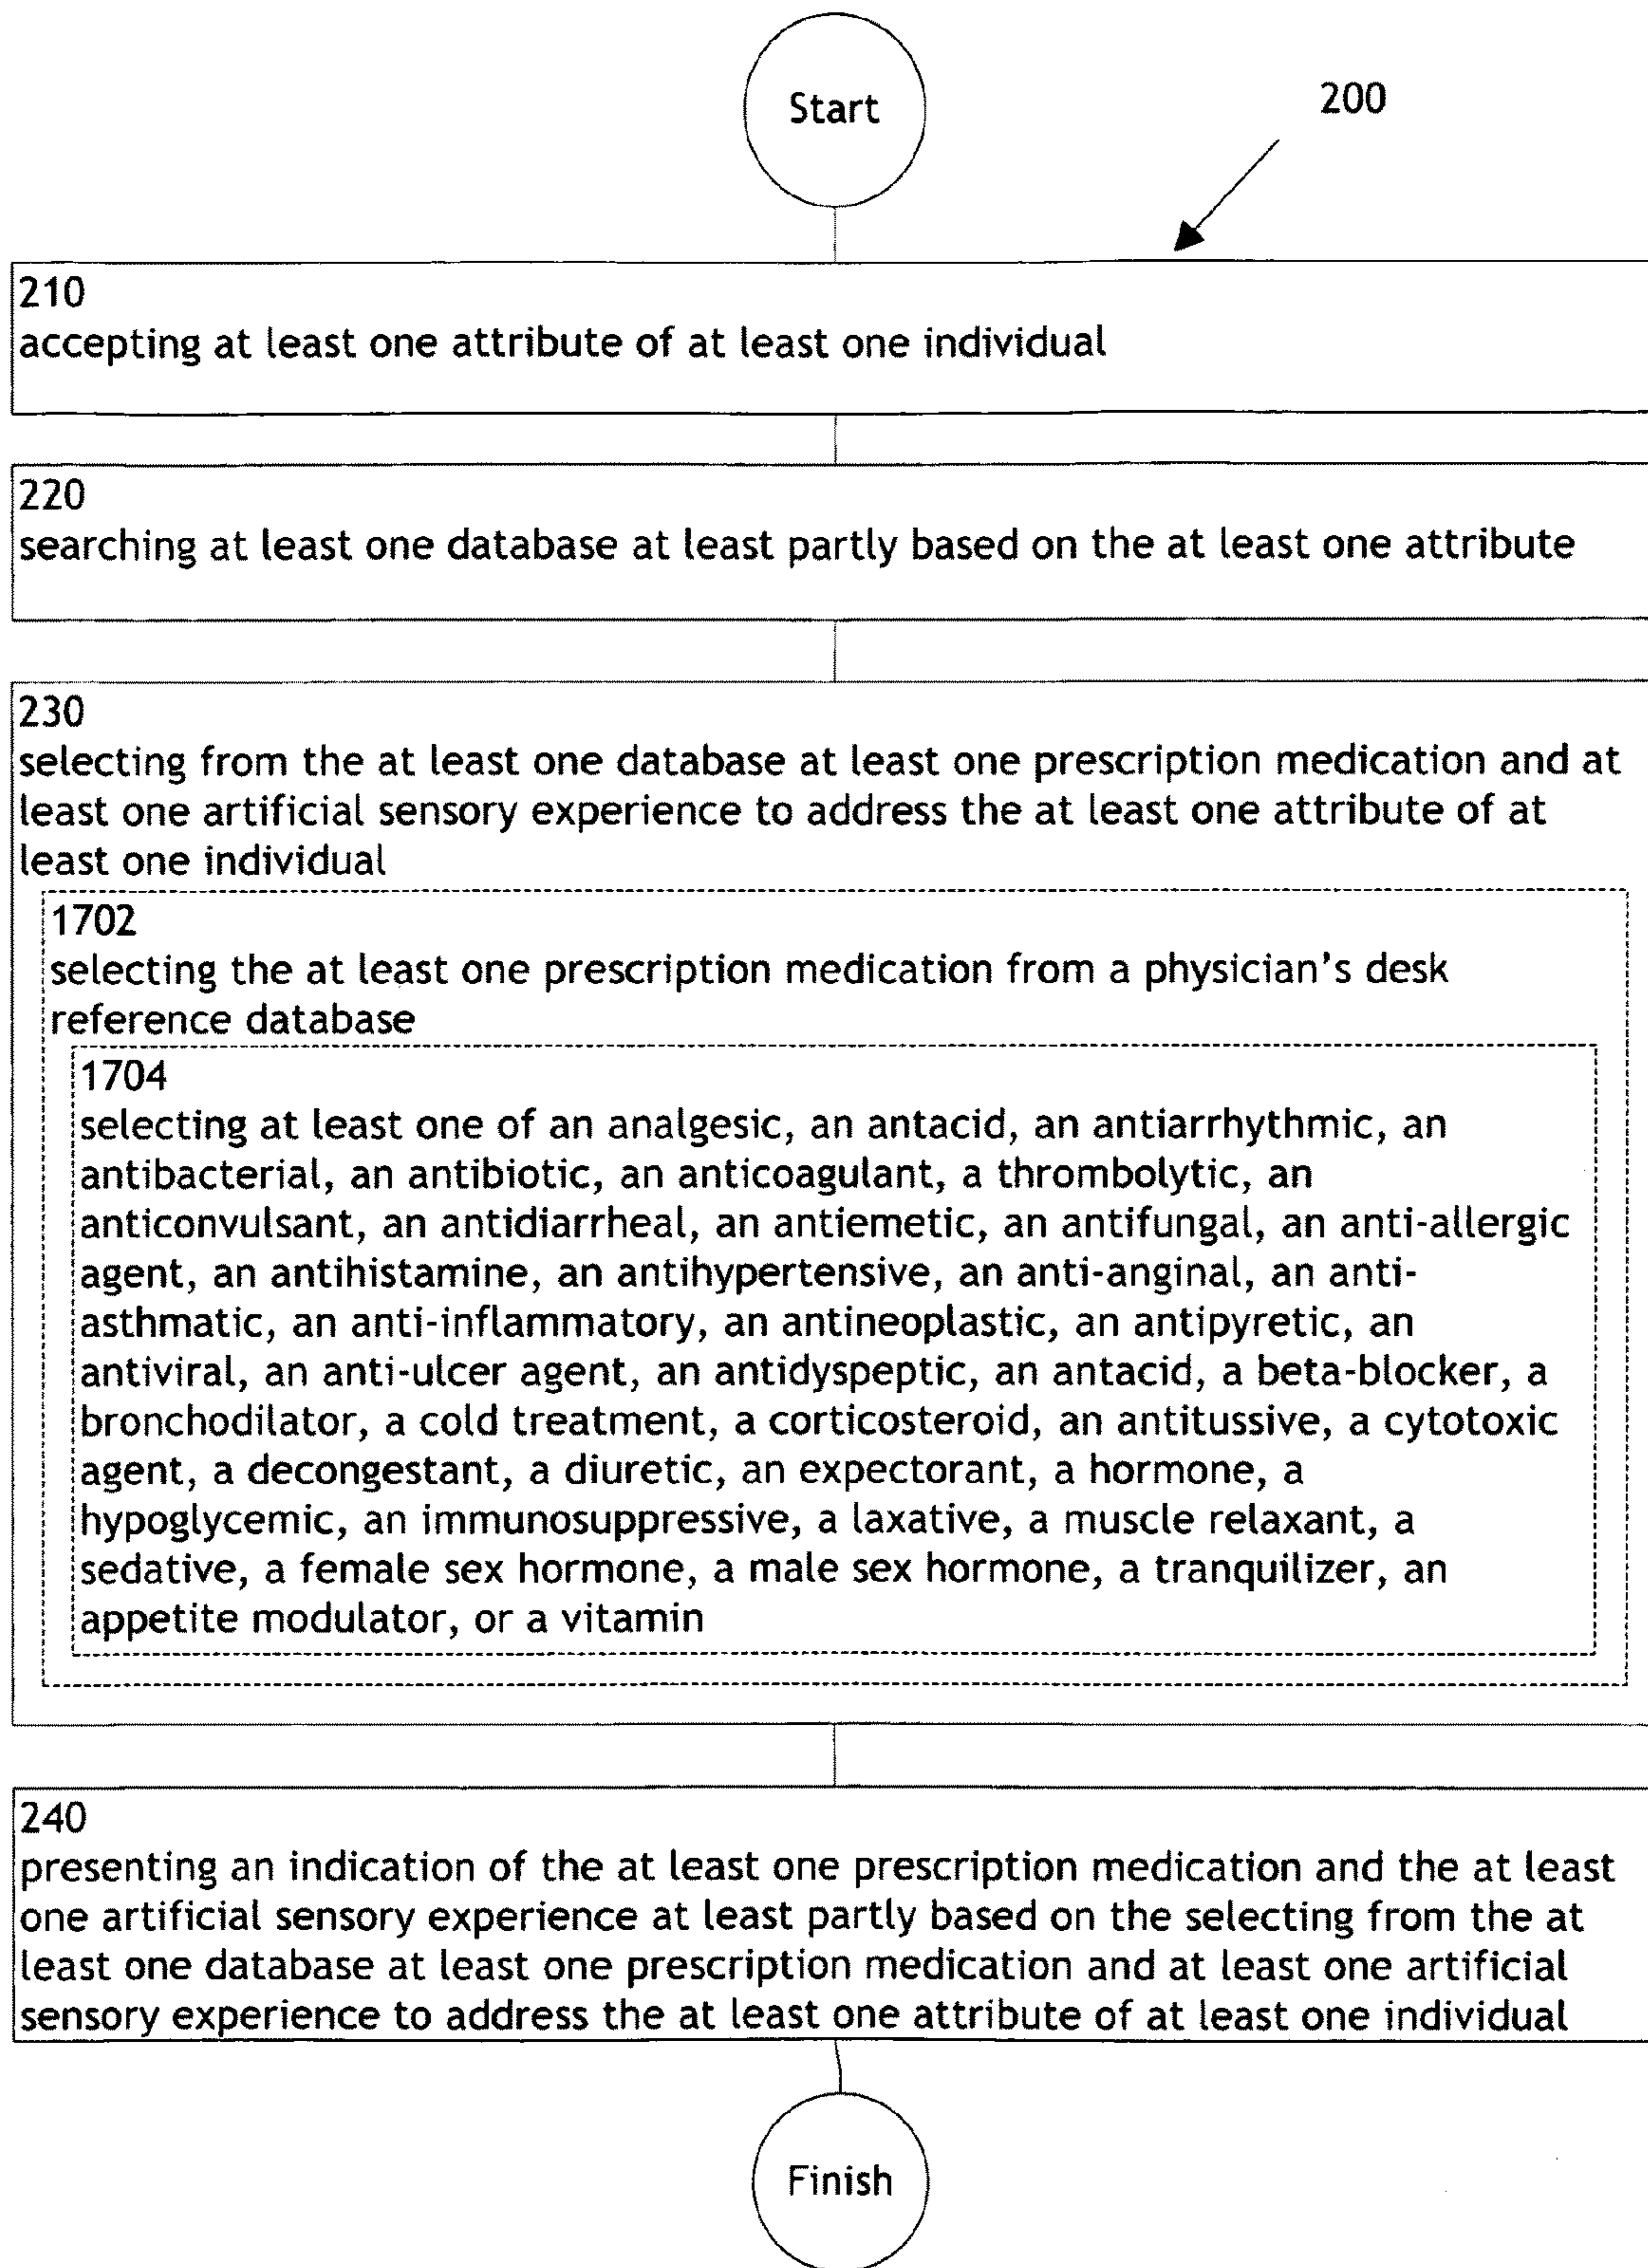 Start
200
210
accepting at least one attribute of at least one individual
220
searching at least one database at least partly based on the at least one attribute
230
selecting from the at least one database at least one prescription medication and at
least one artificial sensory experience to address the at least one attribute of at
least one individual
1702
selecting the at least one prescription medication from a physician's desk
reference database
1704
selecting at least one of an analgesic, an antacid, an antiarrhythmic, an
antibacterial, an antibiotic, an anticoagulant, a thrombolytic, an
anticonvulsant, an antidiarrheal, an antiemetic, an antifungal, an anti-allergic
agent, an antihistamine, an antihypertensive, an anti-anginal, an anti-
asthmatic, an anti-inflammatory, an antineoplastic, an antipyretic, an
antiviral, an anti-ulcer agent, an antidyspeptic, an antacid, a beta-blocker, a
bronchodilator, a cold treatment, a corticosteroid, an antitussive, a cytotoxic
agent, a decongestant, a diuretic, an expectorant, a hormone, a
hypoglycemic, an immunosuppressive, a laxative, a muscle relaxant, a
sedative, a female sex hormone, a male sex hormone, a tranquilizer, an
appetite modulator, or a vitamin
240
presenting an indication of the at least one prescription medication and the at least
one artificial sensory experience at least partly based on the selecting from the at
least one database at least one prescription medication and at least one artificial
sensory experience to address the at least one attribute of at least one individual
Finish